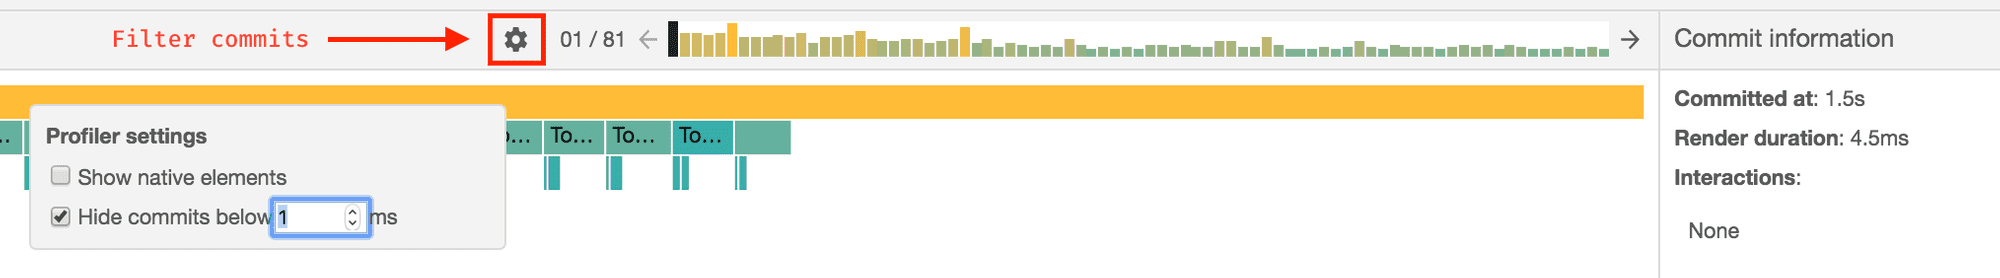 Filter commits
01 / 81
Commit information
Profiler settings
Show native elements
Hide commits below 1 ms
To...
To...
To...
Committed at: 1.5s
Render duration: 4.5ms
Interactions:
None